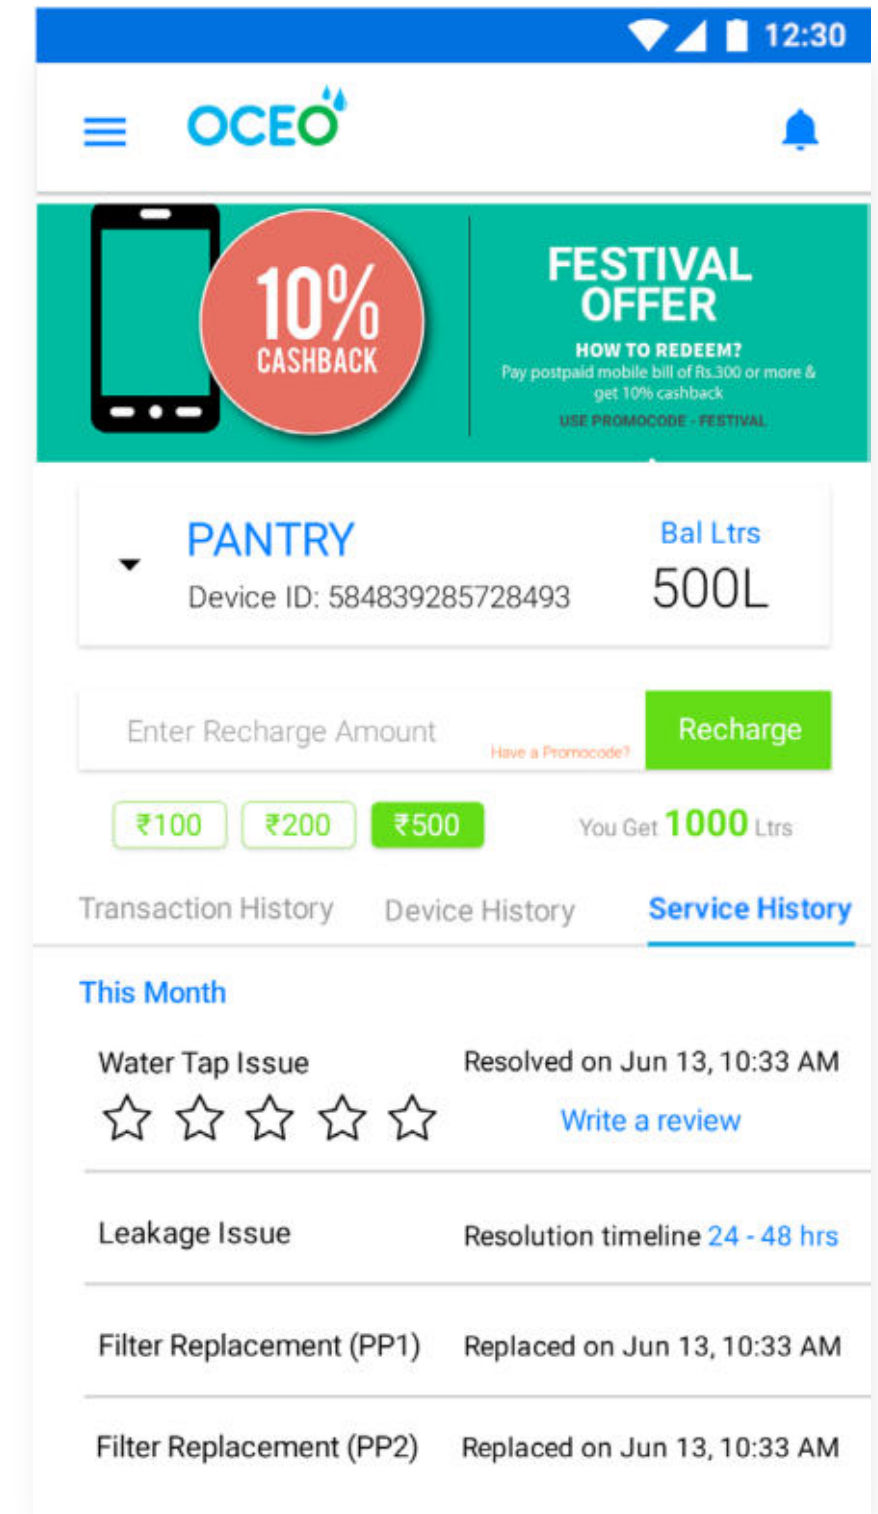 12:30
OCEO
10%
CASHBACK
FESTIVAL
OFFER
HOW TO REDEEM?
Pay postpaid mobile bill of Rs.300 or more &
get 10% cashback
USE PROMOCODE - FESTIVAL
PANTRY
Device ID: 584839285728493
Bal Ltrs
500L
Enter Recharge Amount
Have a Promocode?
Recharge
₹100
₹200
₹500
You Get 1000 Ltrs
Transaction History
Device History
Service History
This Month
Water Tap Issue
Resolved on Jun 13, 10:33 AM
Write a review
Leakage Issue
Resolution timeline 24 - 48 hrs
Filter Replacement (PP1)
Replaced on Jun 13, 10:33 AM
Filter Replacement (PP2)
Replaced on Jun 13, 10:33 AM